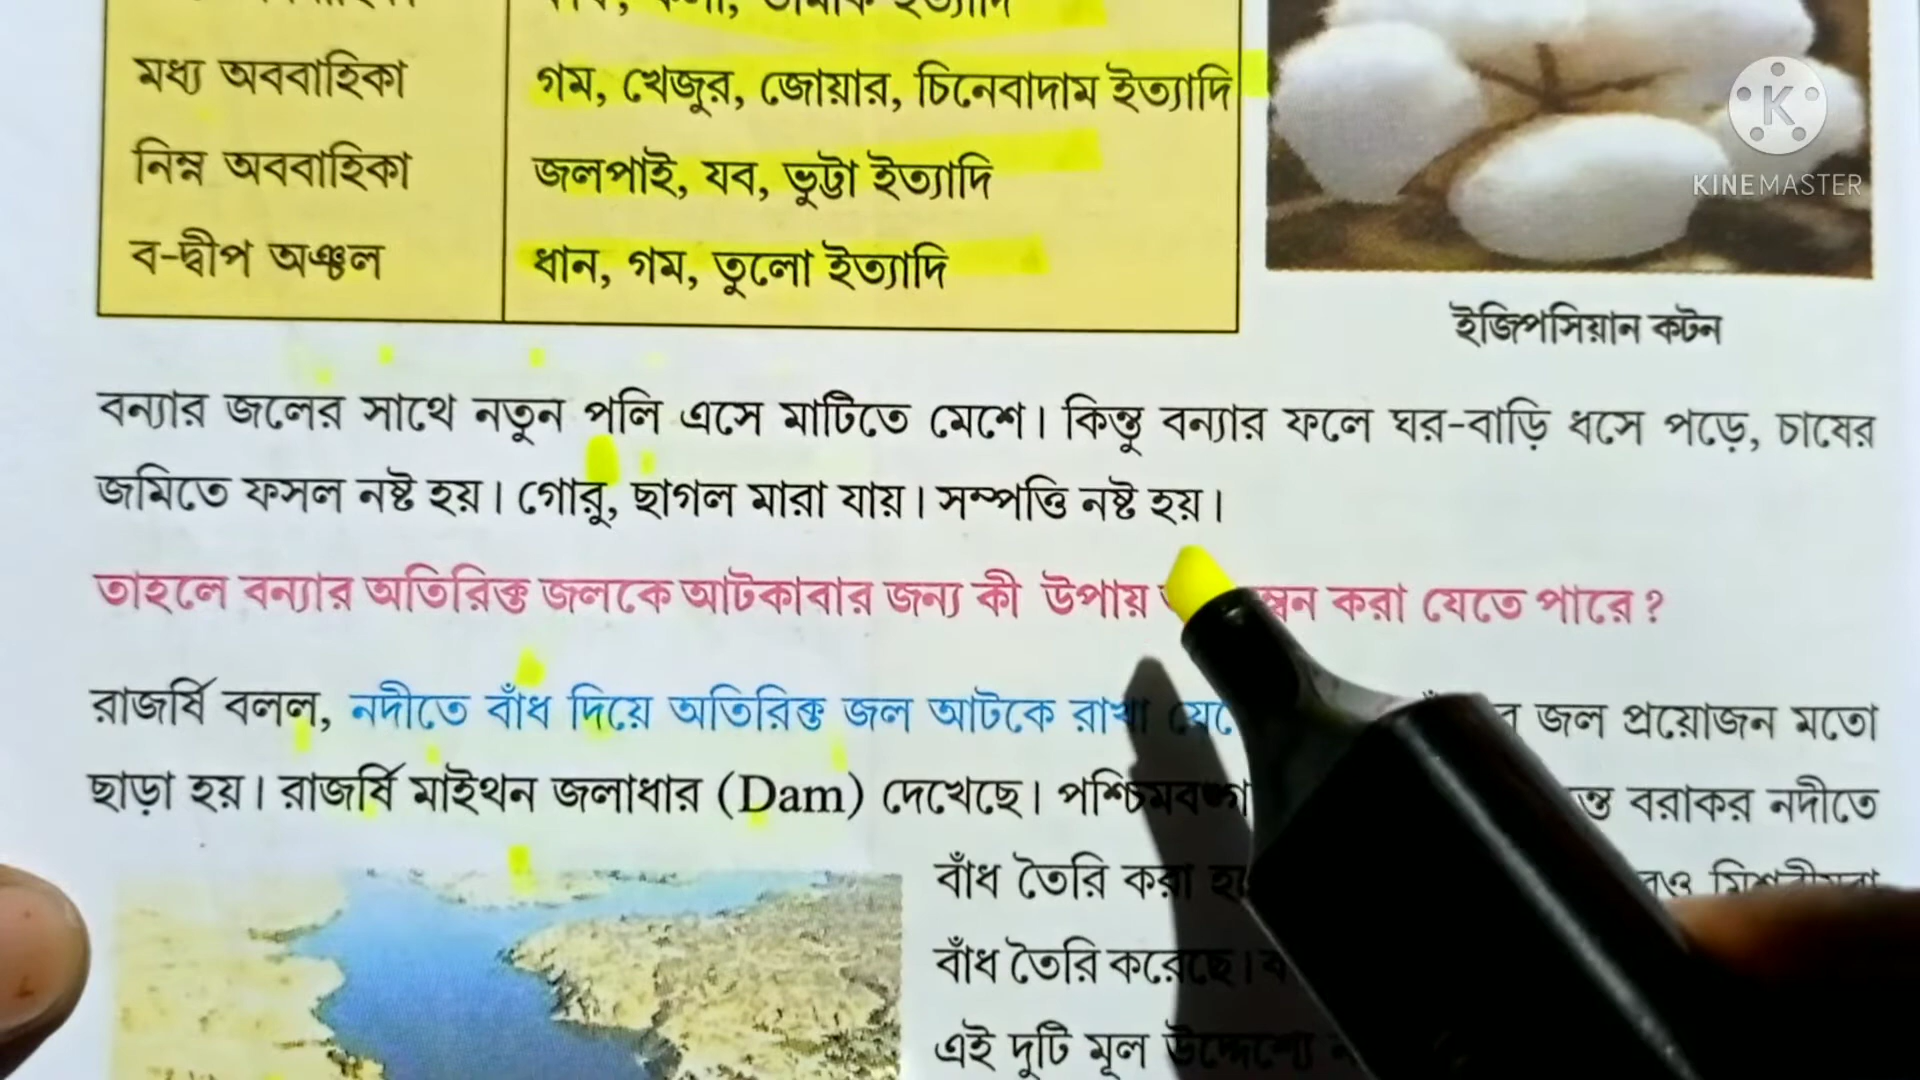 ইত্যাদি
মধ্য অববাহিকা
গম, খেজুর, জোয়ার, চিনেবাদাম ইত্যাদি
নিম্ন অববাহিকা
জলপাই, যব, ভুট্টা ইত্যাদি
ব-দ্বীপ অঞ্চল
ধান, গম, তুলো ইত্যাদি
KINEMASTER
ইজিপসিয়ান কটন
বন্যার জলের সাথে নতুন পলি এসে মাটিতে মেশে। কিন্তু বন্যার ফলে ঘর-বাড়ি ধসে পড়ে, চাষের
জমিতে ফসল নষ্ট হয়। গোরু, ছাগল মারা যায়। সম্পত্তি নষ্ট হয়।
তাহলে বন্যার অতিরিক্ত জলকে আটকাবার জন্য কী উপায় করা যেতে পারে ?
রাজর্ষি বলল, নদীতে বাঁধ দিয়ে অতিরিক্ত জল আটকে রাখা জল প্রয়োজন মতো
ছাড়া হয়। রাজর্ষি মাইথন জলাধার (Dam) দেখেছে। পশ্চিমবঙ্গ বরাকর নদীতে
বাঁধ তৈরি করা
বাঁধ তৈরি করেছে।
এই দুটি মূল উদ্দেশ্যে